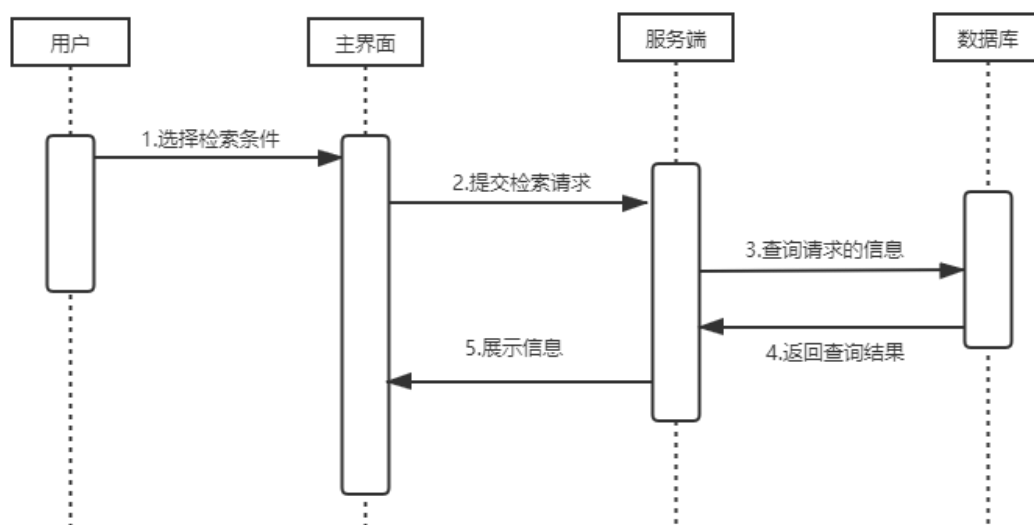 用户
主界面
服务端
数据库
1.选择检索条件
2.提交检索请求
3.查询请求的信息
4.返回查询结果
5.展示信息